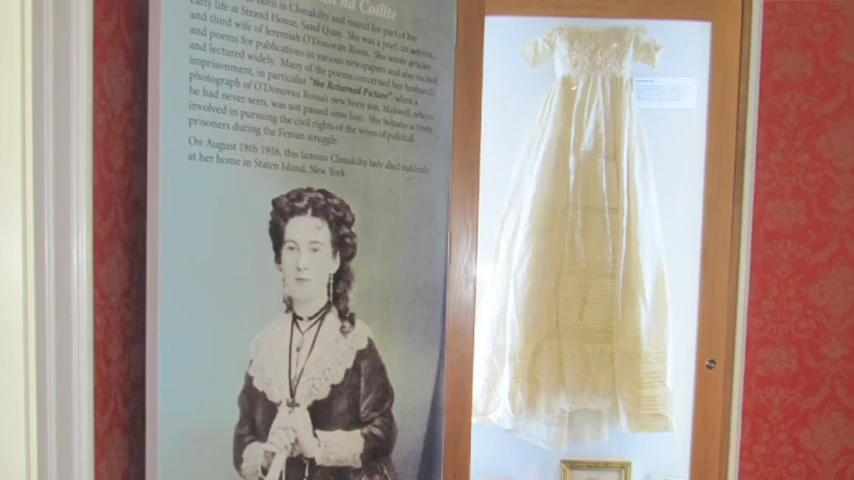 na Coillte
born in Clonakilty and reared for part of her
early life at Strand House, Sand Quay. She was a poet, an activist,
and third wife of Jeremiah O'Donovan Rossa. She wrote articles
and poems for publications in various newspapers and also recited
and lectured widely. Many of the poems concerned her husband's
imprisonment, in particular "the Returned Picture" when a
photograph of O'Donovan Rossa's new born son, Maxwell, whom
he had never seen, was not passed onto him. She became actively
involved in pursuing the civil rights of the wives of political
prisoners during the Fenian struggle.
On August 18th 1916, this famous Clonakilty lady died suddenly
at her home in Staten Island, New York.